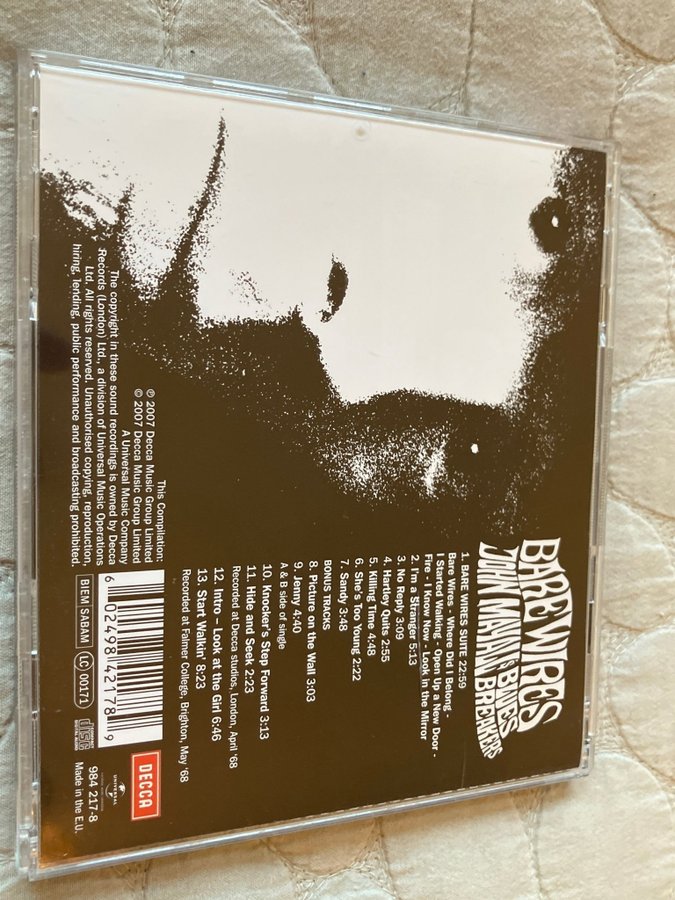 BARE WIRES
JOHN MAYALL'S BLUES
BREAKERS
1. BARE WIRES SUITE 22:59
Bare Wires - Where Did I Belong -
I Started Walking - Open Up a New Door -
Fire - I Know Now - Look in the Mirror
2. I'm a Stranger 5:13
3. No Reply 3:09
4. Hartley Quits 2:55
5. Killing Time 4:48
6. She's Too Young 2:22
7. Sandy 3:48
BONUS TRACKS
8. Picture on the Wall 3:03
9. Jenny 4:40
A & B side of single
10. Knocker's Step Forward 3:13
11. Hide and Seek 2:23
Recorded at Decca studios, London, April '68
12. Intro – Look at the Girl 6:46
13. Start Walkin' 8:23
Recorded at Falmer College, Brighton, May '68
This Compilation:
℗ 2007 Decca Music Group Limited
© 2007 Decca Music Group Limited
A Universal Music Company
The copyright in these sound recordings is owned by Decca
Records (London) Ltd., a division of Universal Music Operations
Ltd. All rights reserved. Unauthorised copying, reproduction,
hiring, lending, public performance and broadcasting prohibited.
6 02498 42178 9
BIEM SABAM
LC 00171
DECCA
UNIVERSAL
984 217-8
Made in the E.U.